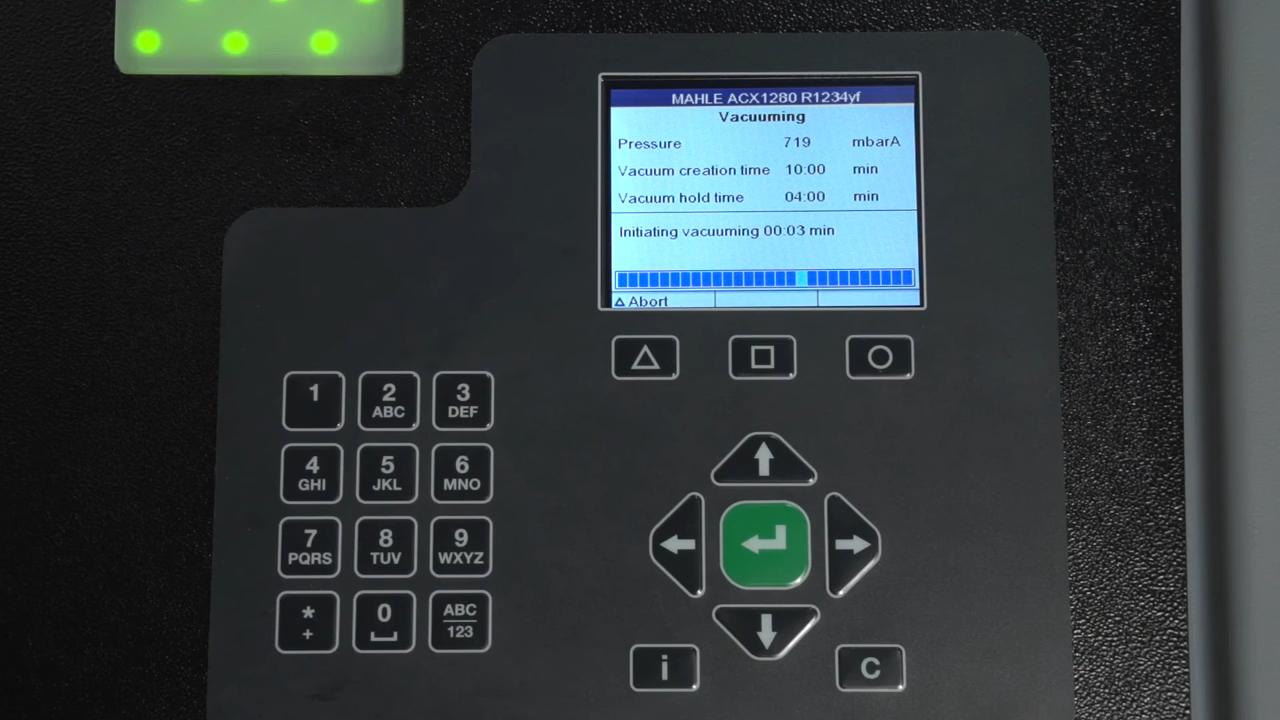 MAHLE ACX1280 R1234yf
Vacuuming
Pressure 719 mbarA
Vacuum creation time 10:00 min
Vacuum hold time 04:00 min
Initiating vacuuming 00:03 min
Abort
1 2 3
ABC DEF
4 5 6
GHI JKL MNO
7 8 9
PQRS TUV WXYZ
* 0 ABC
+ 123
i C